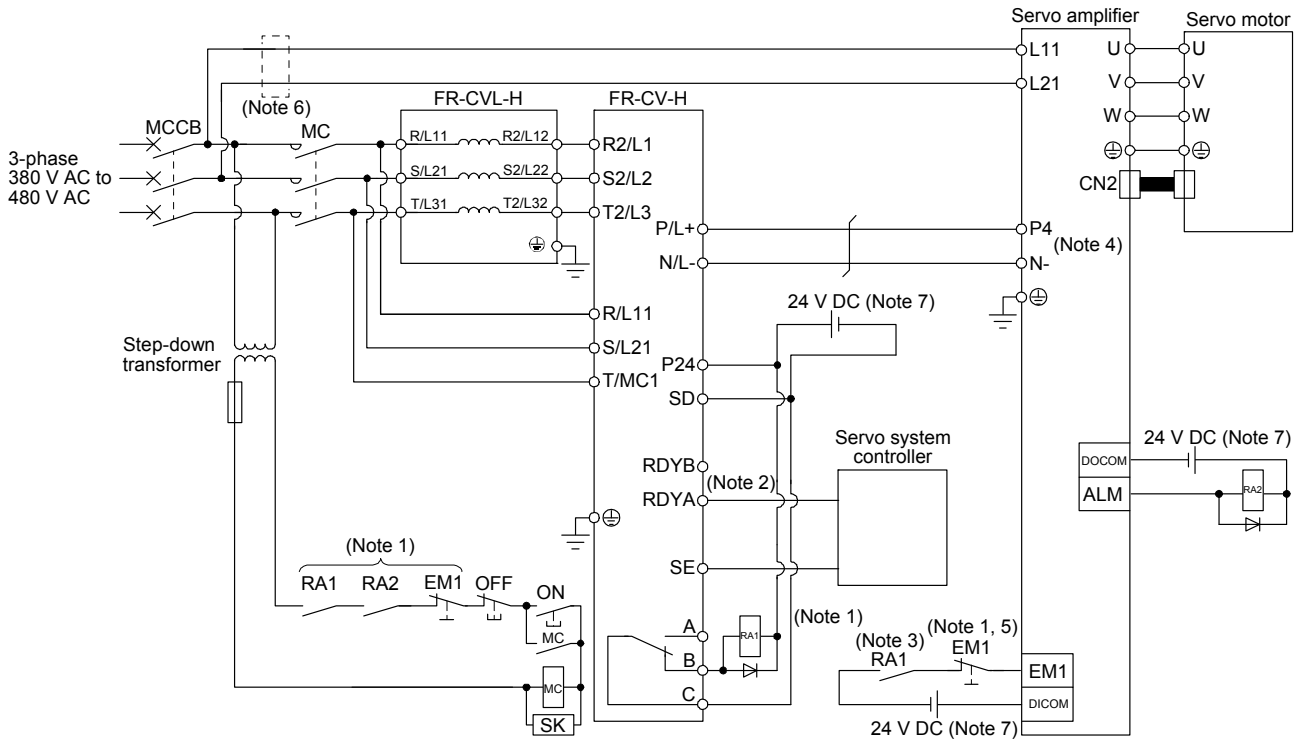 Servo amplifier
Servo motor
L11
U
U
L21
V
V
(Note 6)
FR-CVL-H
FR-CV-H
W
W
MCCB
MC
R/L11
R2/L12
R2/L1
3-phase
380 V AC to
480 V AC
S/L21
S2/L22
S2/L2
CN2
T/L31
T2/L32
T2/L3
P/L+
P4
(Note 4)
N/L-
N-
24 V DC (Note 7)
R/L11
Step-down
transformer
S/L21
P24
T/MC1
SD
Servo system
controller
24 V DC (Note 7)
DOCOM
RDYB
(Note 2)
ALM
RA2
RDYA
(Note 1)
SE
RA1
RA2
EM1
OFF
ON
MC
A
RA1
(Note 1)
(Note 3)
RA1
(Note 1, 5)
EM1
B
EM1
MC
C
DICOM
SK
24 V DC (Note 7)